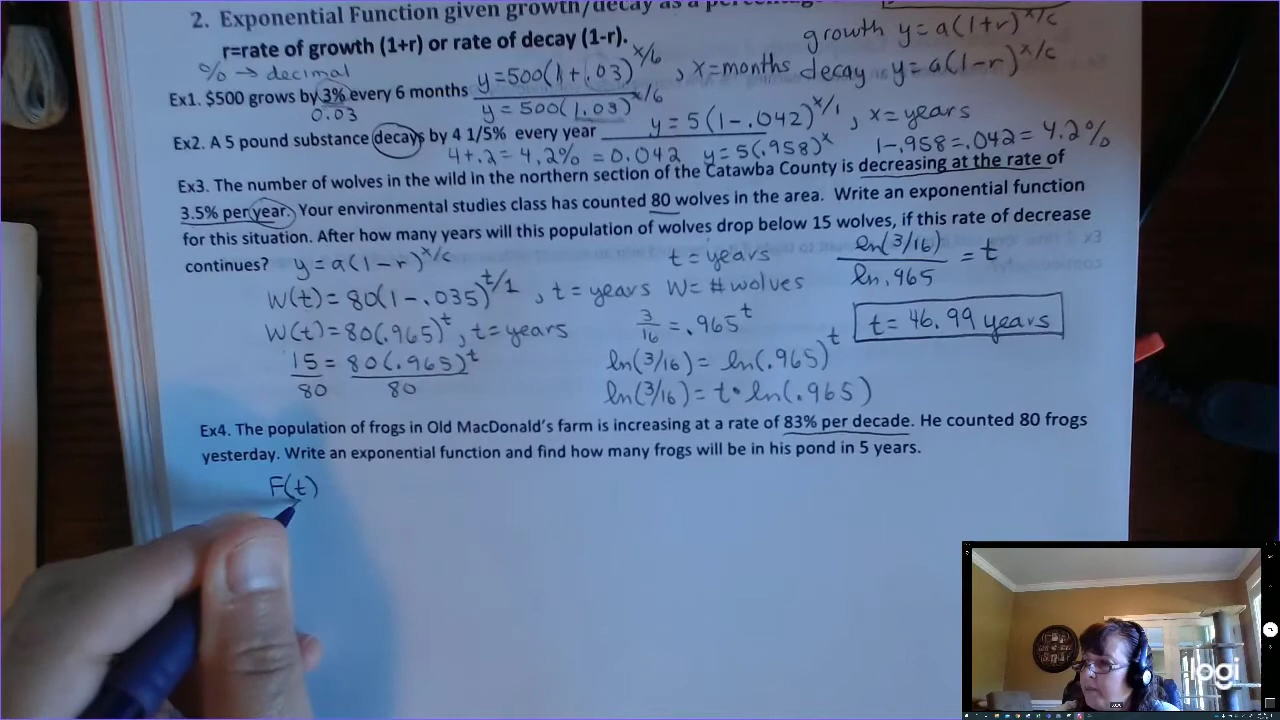 2. Exponential Function given growth/decay as a percentage
r=rate of growth (1+r) or rate of decay (1-r).
growth y=a(1+r)^x/c
% → decimal
decay y=a(1-r)^x/c
Ex1. $500 grows by 3% every 6 months y=500(1+.03)^x/6, x=months
0.03
y=500(1.03)^x/6
Ex2. A 5 pound substance decays by 4 1/5% every year y=5(1-.042)^x/1, x=years
4+.2=4.2%=0.042 y=5(.958)^x 1-.958=.042=4.2%
Ex3. The number of wolves in the wild in the northern section of the Catawba County is decreasing at the rate of
3.5% per year. Your environmental studies class has counted 80 wolves in the area. Write an exponential function
for this situation. After how many years will this population of wolves drop below 15 wolves, if this rate of decrease
continues? y=a(1-r)^x/c
W(t)=80(1-.035)^t/1, t=years W=#wolves
W(t)=80(.965)^t, t=years
15/80=80(.965)^t/80
t=years
3/16=.965^t
ln(3/16)=ln(.965)^t
ln(3/16)=t•ln(.965)
ln(3/16)/ln.965=t
t=46.99 years
Ex4. The population of frogs in Old MacDonald's farm is increasing at a rate of 83% per decade. He counted 80 frogs
yesterday. Write an exponential function and find how many frogs will be in his pond in 5 years.
F(t)
logi